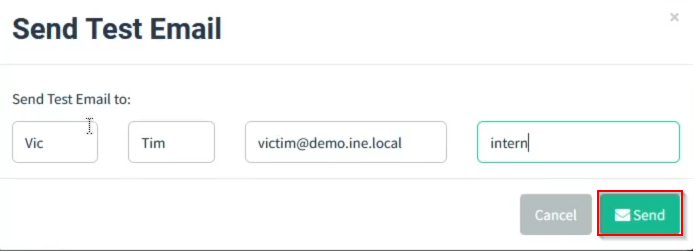 Send Test Email
×
Send Test Email to:
Vic Tim victim@demo.ine.local intern
Cancel Send